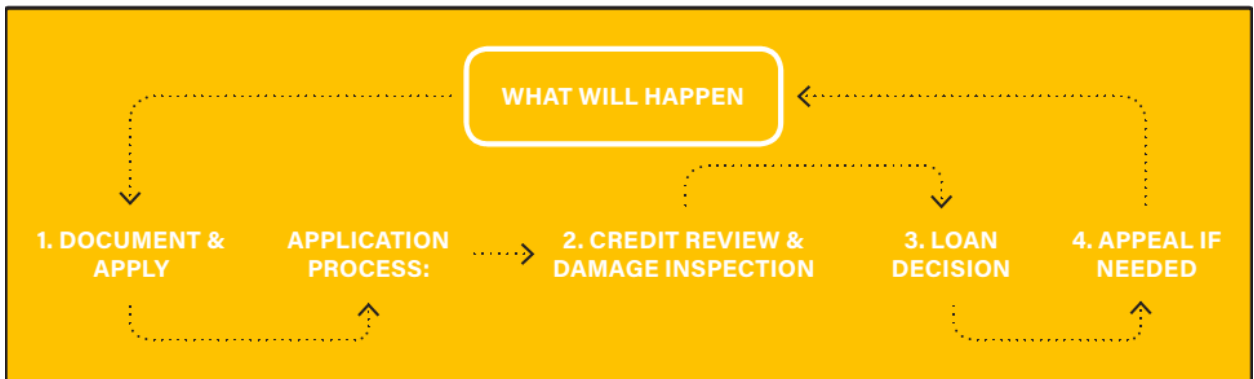 WHAT WILL HAPPEN
1. DOCUMENT &
APPLY
APPLICATION
PROCESS:
2. CREDIT REVIEW &
DAMAGE INSPECTION
3. LOAN
DECISION
4. APPEAL IF
NEEDED